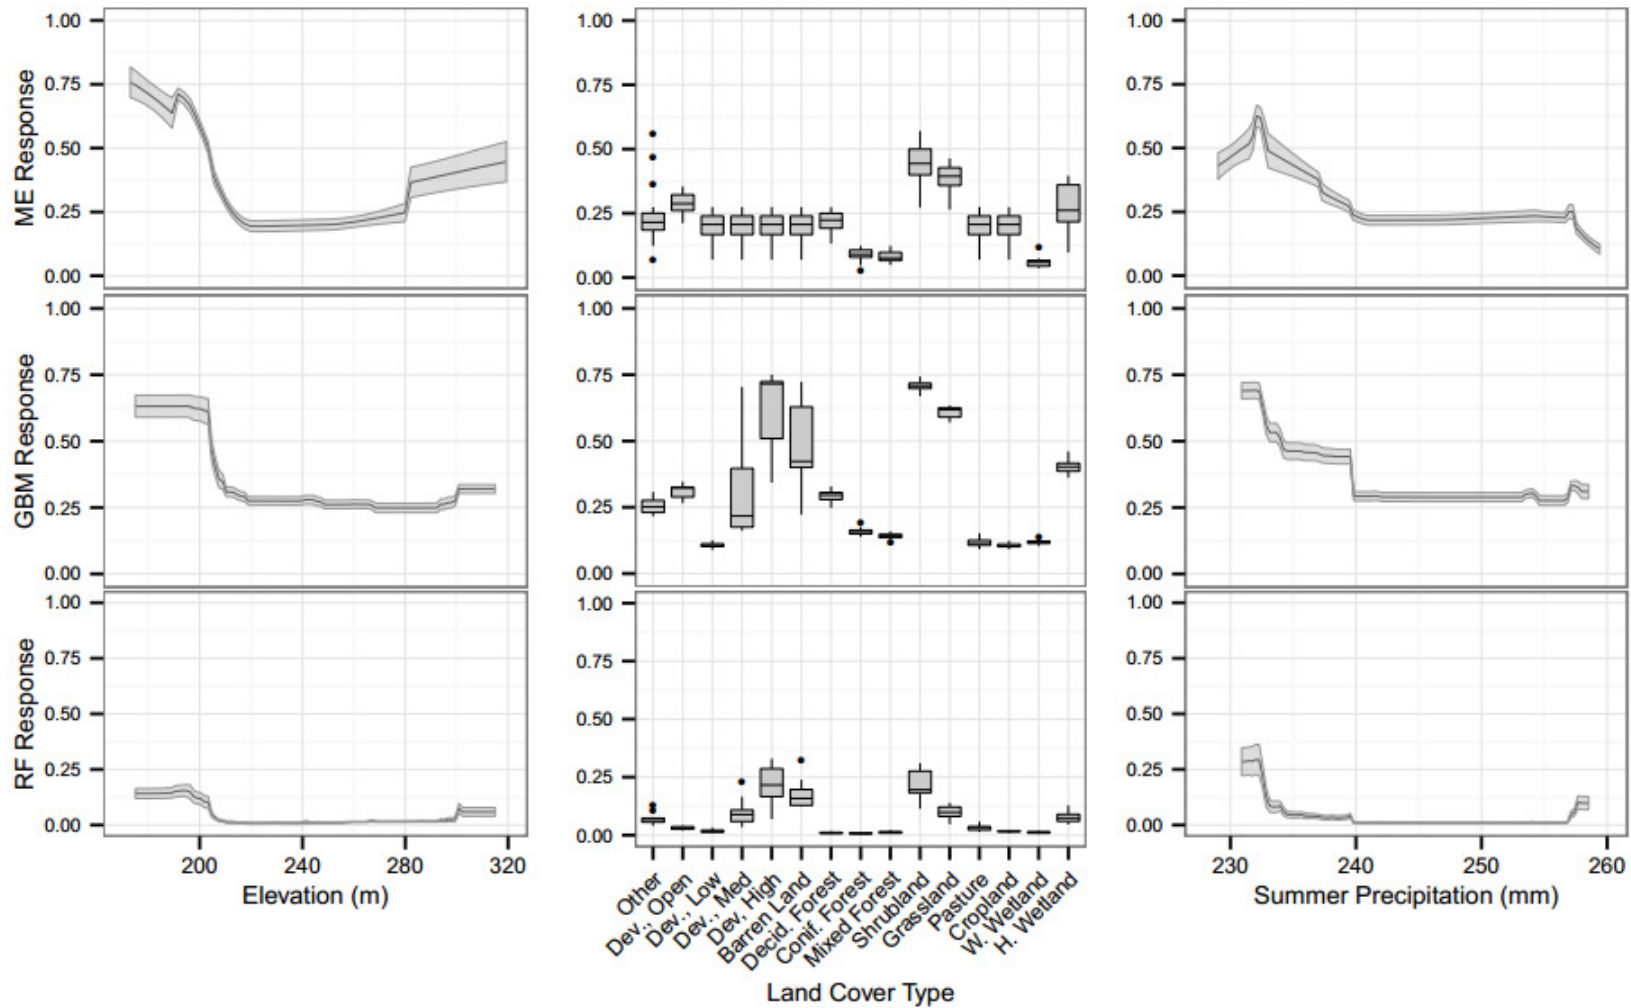 ME Response
1.00
0.75
0.50
0.25
0.00
1.00
0.75
0.50
0.25
0.00
1.00
0.75
0.50
0.25
0.00
GBM Response
1.00
0.75
0.50
0.25
0.00
1.00
0.75
0.50
0.25
0.00
1.00
0.75
0.50
0.25
0.00
RF Response
1.00
0.75
0.50
0.25
0.00
1.00
0.75
0.50
0.25
0.00
1.00
0.75
0.50
0.25
0.00
200 240 280 320
Elevation (m)
Other
Dev., Open
Dev., Low
Dev., Med
Dev, High
Barren Land
Decid. Forest
Conif. Forest
Mixed Forest
Shrubland
Grassland
Pasture
Cropland
W. Wetland
H. Wetland
Land Cover Type
230 240 250 260
Summer Precipitation (mm)